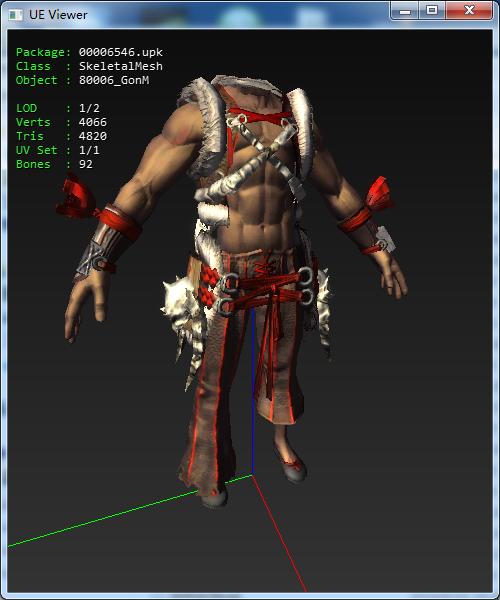 UE Viewer
Package: 00006546.upk
Class : SkeletalMesh
Object : 80006_GonM
LOD : 1/2
Verts : 4066
Tris : 4820
UV Set : 1/1
Bones : 92